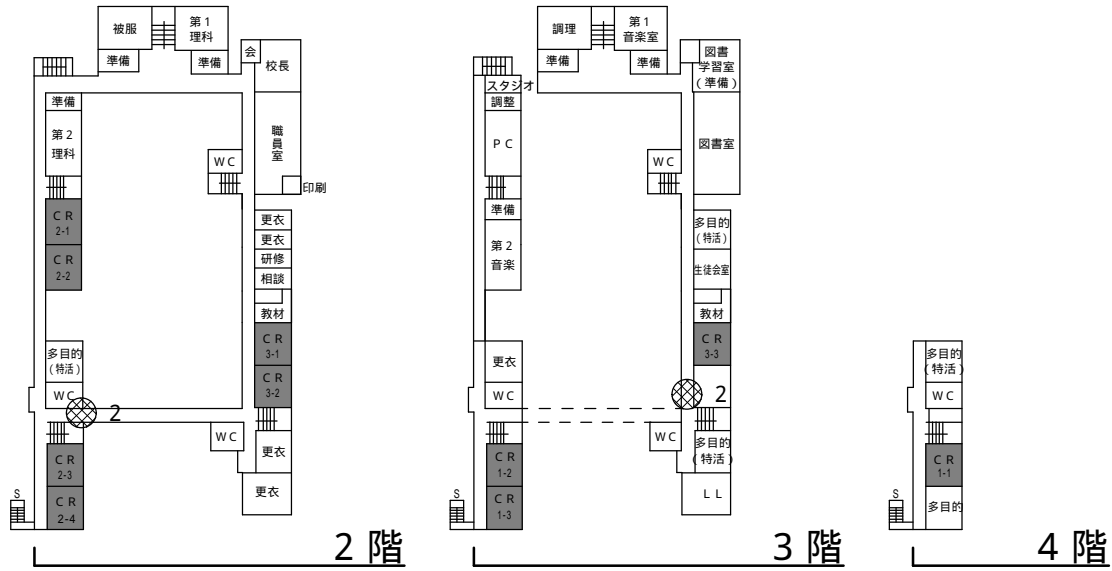 被服
第１
理科
準備
準備
会
校長
準備
第２
理科
職員室
WC
印刷
CR
2-1
CR
2-2
更衣
更衣
研修
相談
教材
CR
3-1
CR
3-2
多目的
(特活)
WC
2
CR
2-3
CR
2-4
WC
更衣
更衣
S
2階
調理
第１
音楽室
準備
準備
図書
学習室
(準備)
スタジオ
調整
ＰＣ
図書室
WC
準備
第２
音楽
多目的
(特活)
生徒会室
教材
CR
3-3
更衣
WC
2
WC
CR
1-2
CR
1-3
多目的
(特活)
ＬＬ
S
3階
多目的
(特活)
WC
CR
1-1
多目的
S
4階